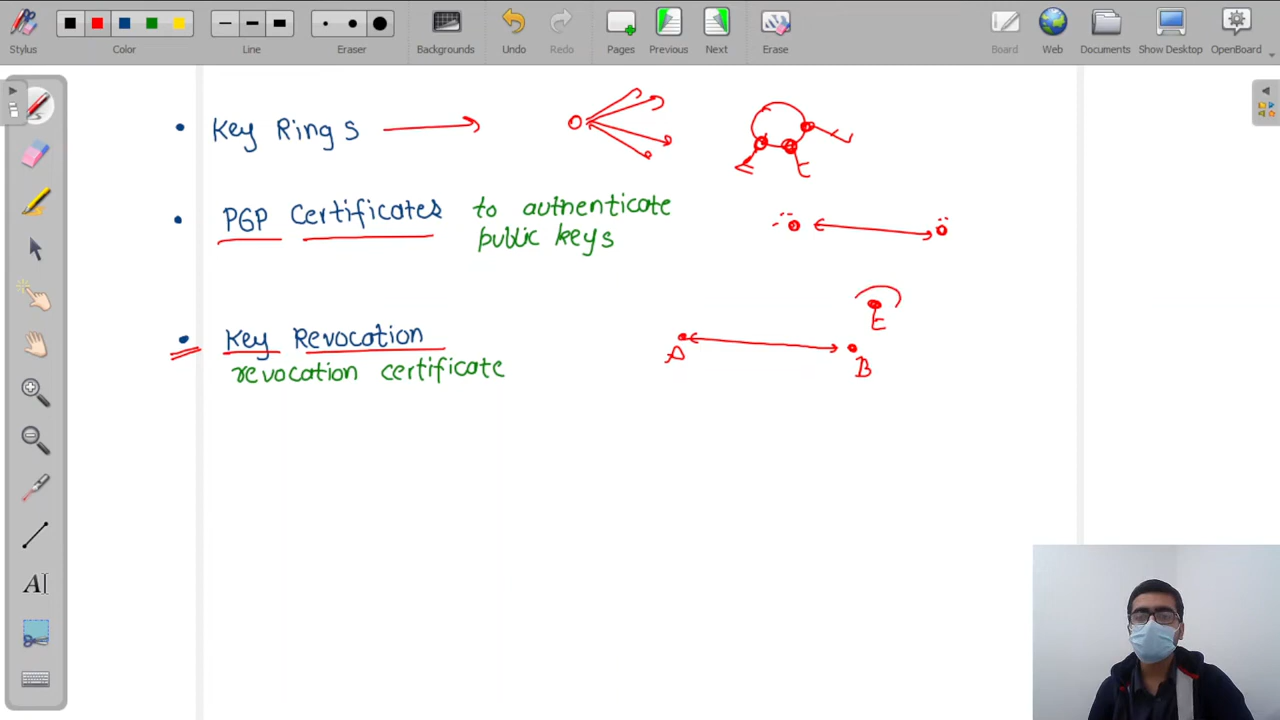 Stylus
Color
Line
Eraser
Backgrounds
Undo
Redo
Pages
Previous
Next
Erase
Board
Web
Documents
Show Desktop
OpenBoard
• Key Rings
• PGP Certificates to authenticate
public keys
E
• Key Revocation
A
B
revocation certificate
AI